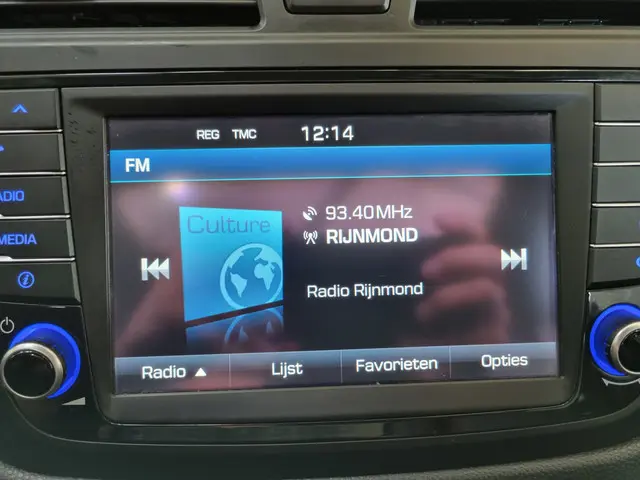 REG TMC 12:14
FM
Culture
93.40MHz
RIJNMOND
Radio Rijnmond
Radio Lijst Favorieten Opties
ADIO
MEDIA